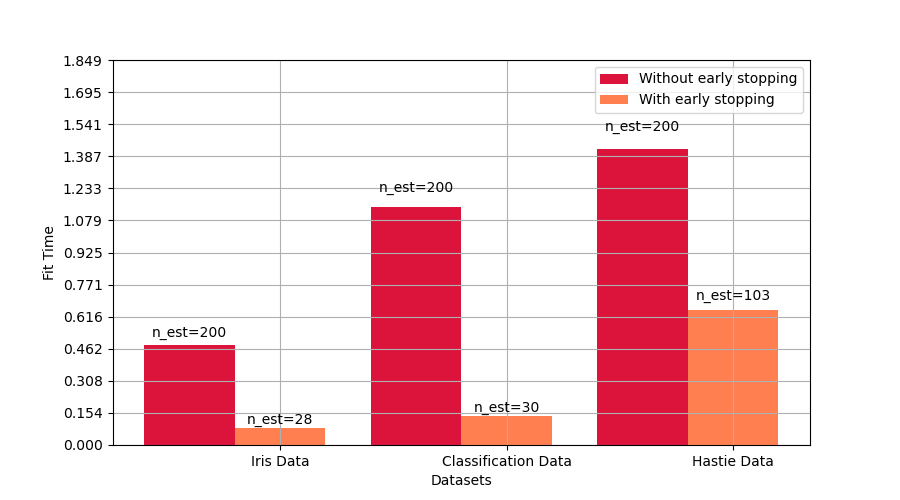 1.849
1.695
1.541
1.387
1.233
1.079
0.925
0.771
0.616
0.462
0.308
0.154
0.000
Fit Time
Without early stopping
With early stopping
n_est=200
n_est=28
n_est=200
n_est=30
n_est=200
n_est=103
Iris Data
Classification Data
Hastie Data
Datasets